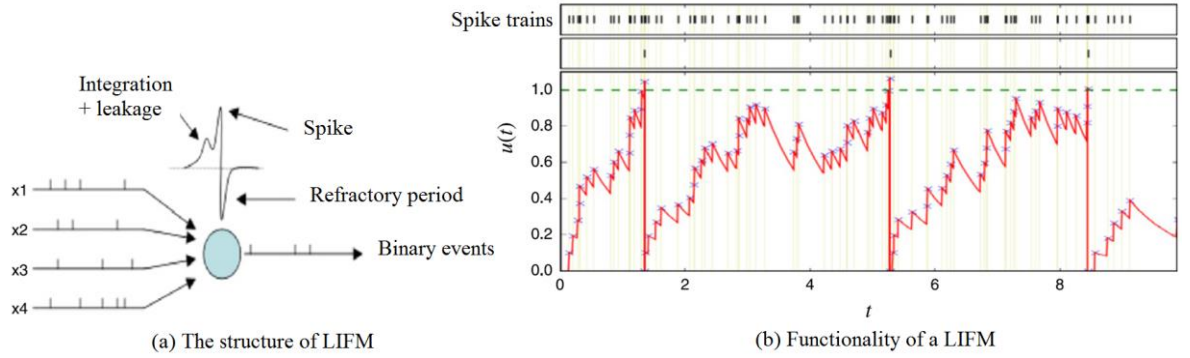 Spike trains
Integration
+ leakage
Spike
Refractory period
x1
x2
x3
x4
Binary events
(a) The structure of LIFM
1.0
0.8
0.6
0.4
0.2
0.0
u(t)
0 2 4 6 8
t
(b) Functionality of a LIFM